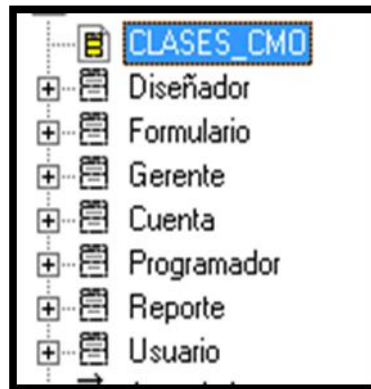 CLASES_CMO
Diseñador
Formulario
Gerente
Cuenta
Programador
Reporte
Usuario